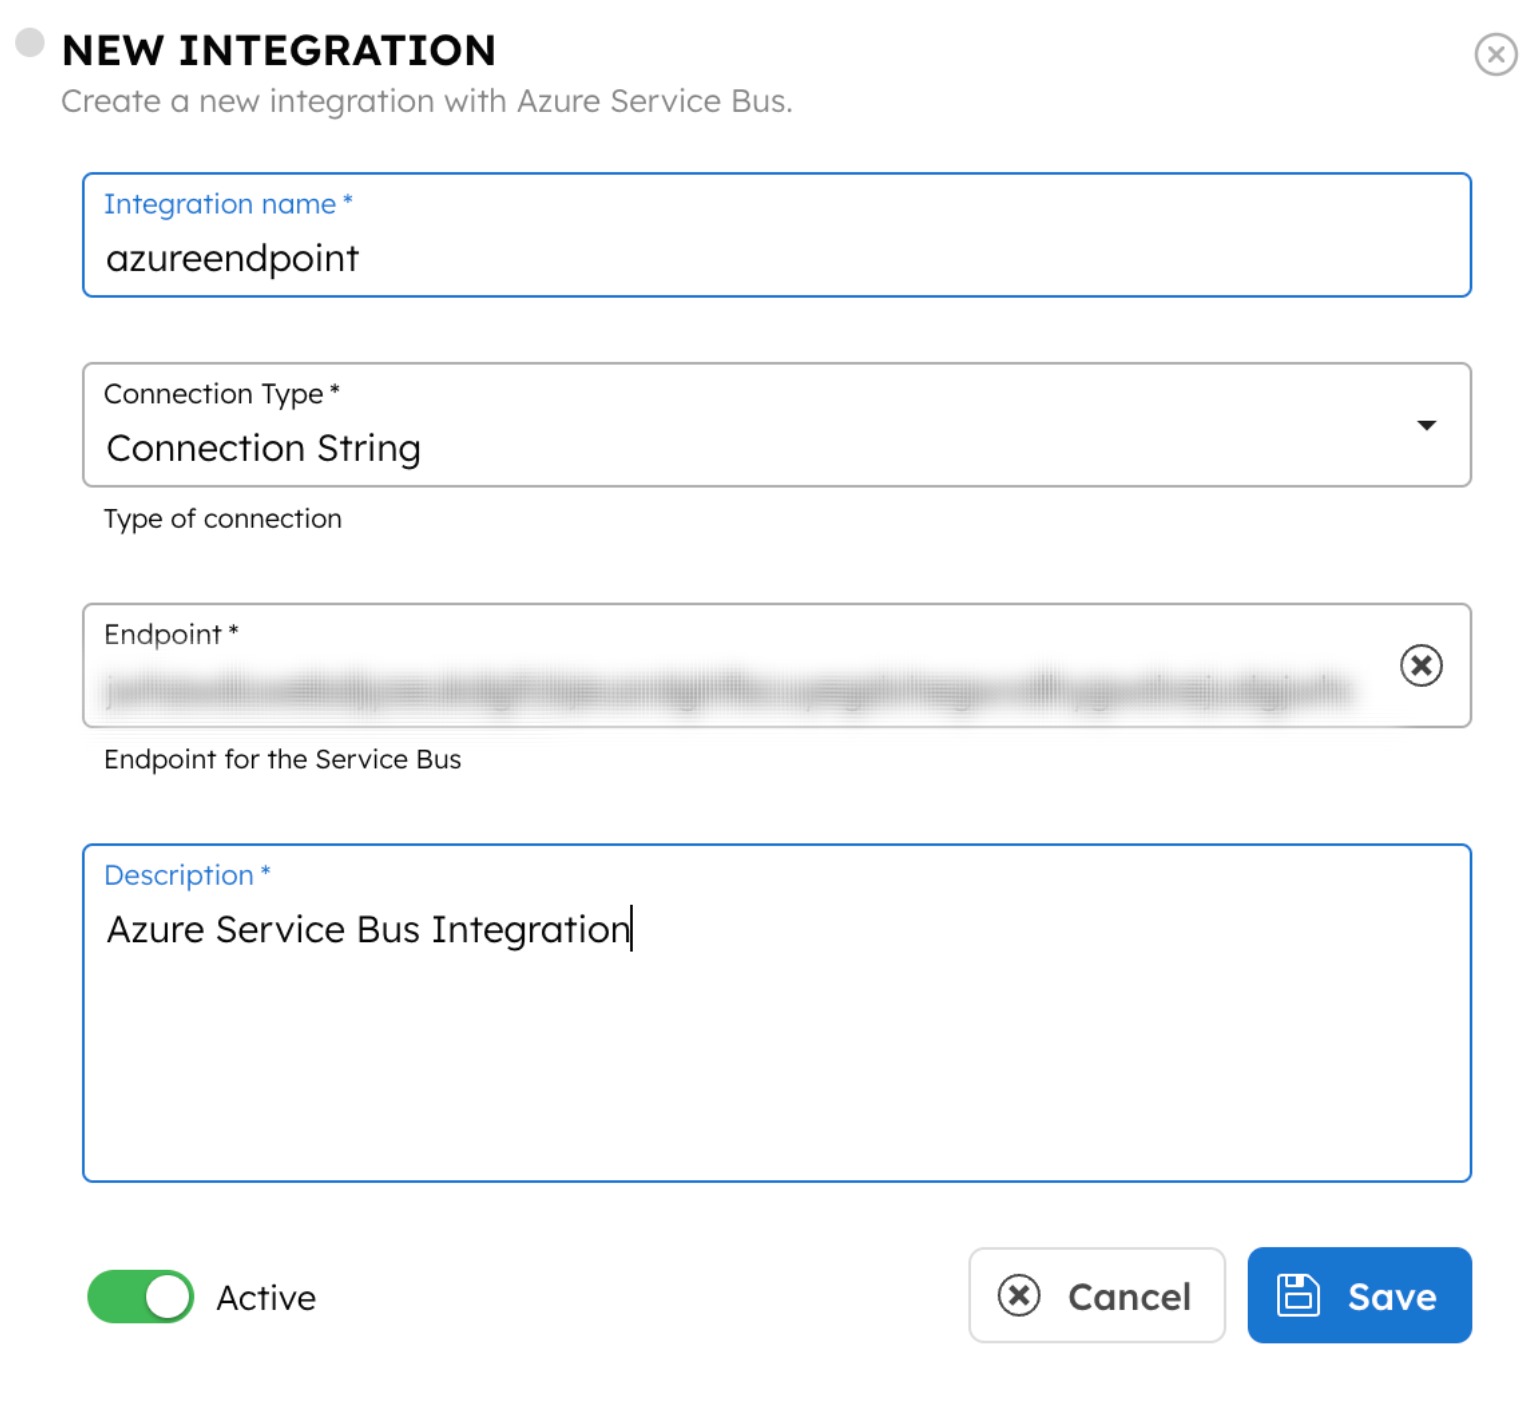 NEW INTEGRATION
Create a new integration with Azure Service Bus.
Integration name *
azureendpoint
Connection Type *
Connection String
Type of connection
Endpoint *
Endpoint for the Service Bus
Description *
Azure Service Bus Integration
Active
Cancel
Save